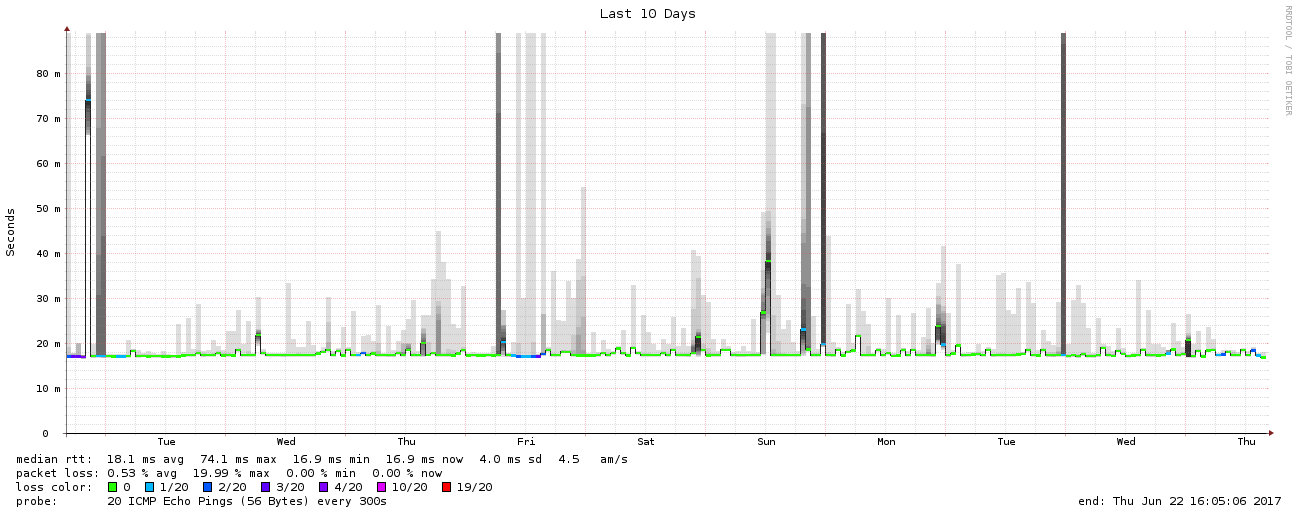 Last 10 Days
RRDTOOL / TOBI OETIKER
Seconds
80 m
70 m
60 m
50 m
40 m
30 m
20 m
10 m
0
Tue Wed Thu Fri Sat Sun Mon Tue Wed Thu
median rtt: 18.1 ms avg 74.1 ms max 16.9 ms min 16.9 ms now 4.0 ms sd 4.5 am/s
packet loss: 0.53 % avg 19.99 % max 0.00 % min 0.00 % now
loss color: 0 1/20 2/20 3/20 4/20 10/20 19/20
probe: 20 ICMP Echo Pings (56 Bytes) every 300s end: Thu Jun 22 16:05:06 2017